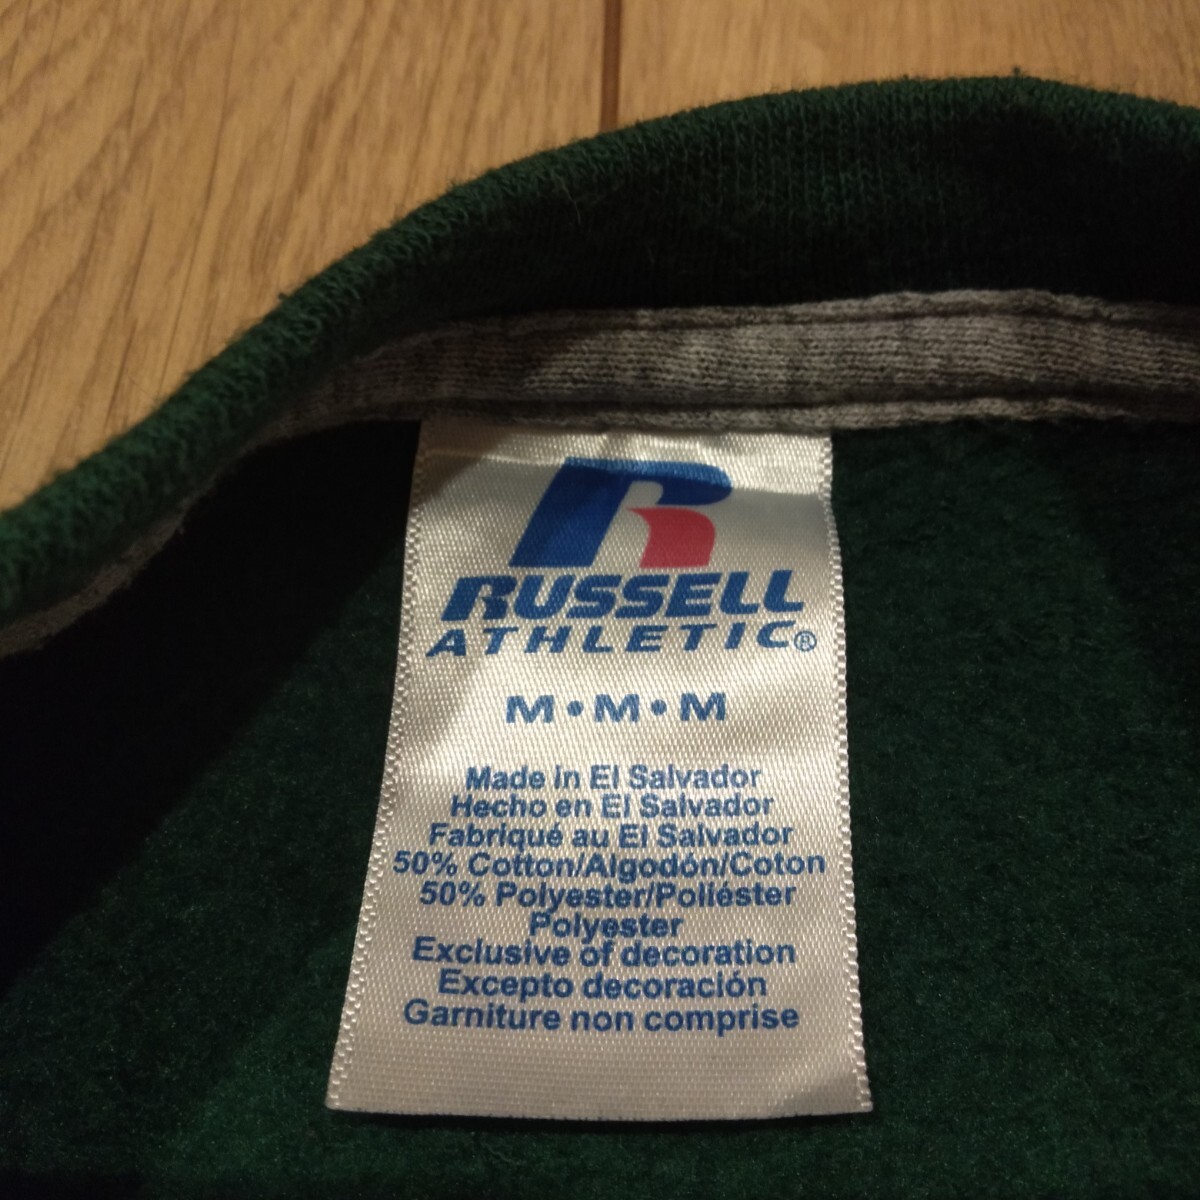 R
RUSSELL
ATHLETIC®
M•M•M
Made in El Salvador
Hecho en El Salvador
Fabriqué au El Salvador
50% Cotton/Algodón/Coton
50% Polyester/Poliéster
Polyester
Exclusive of decoration
Excepto decoración
Garniture non comprise